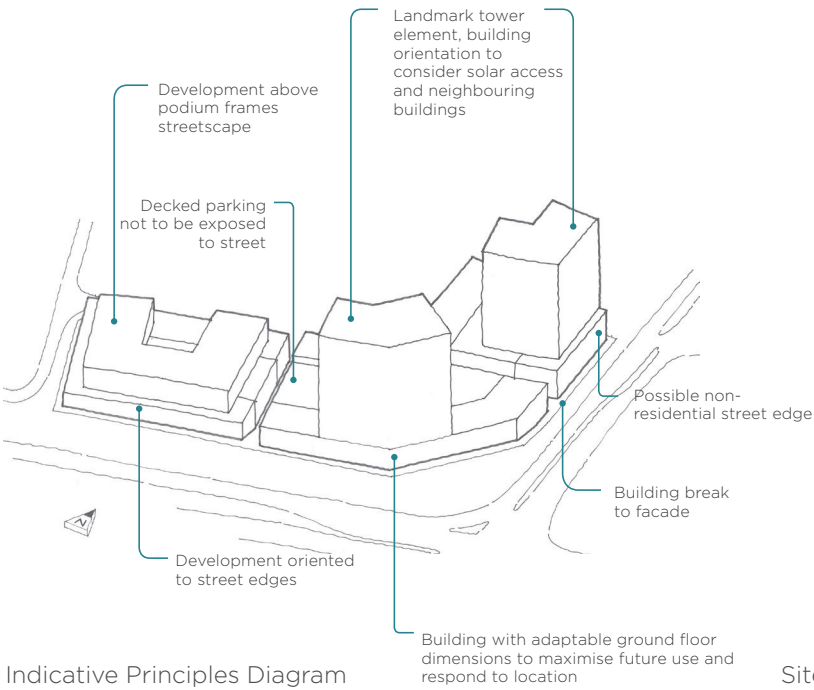 Landmark tower
element, building
orientation to
consider solar access
and neighbouring
buildings
Development above
podium frames
streetscape
Decked parking
not to be exposed
to street
Possible non-
residential street edge
Building break
to facade
N
Development oriented
to street edges
Building with adaptable ground floor
dimensions to maximise future use and
respond to location
Indicative Principles Diagram
Site